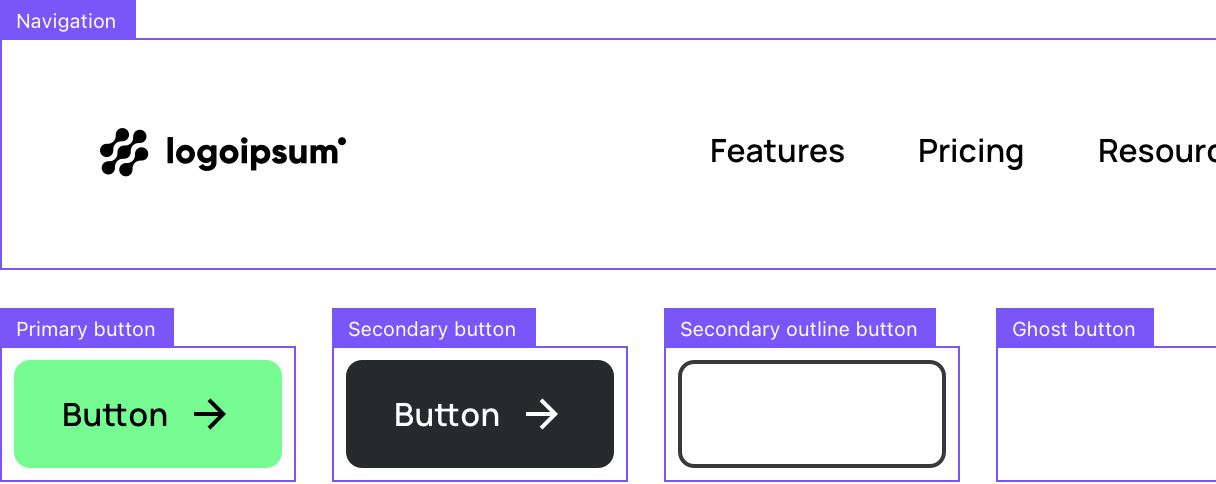 Navigation
logoipsum
Features Pricing Resourc
Primary button Secondary button Secondary outline button Ghost button
Button Button